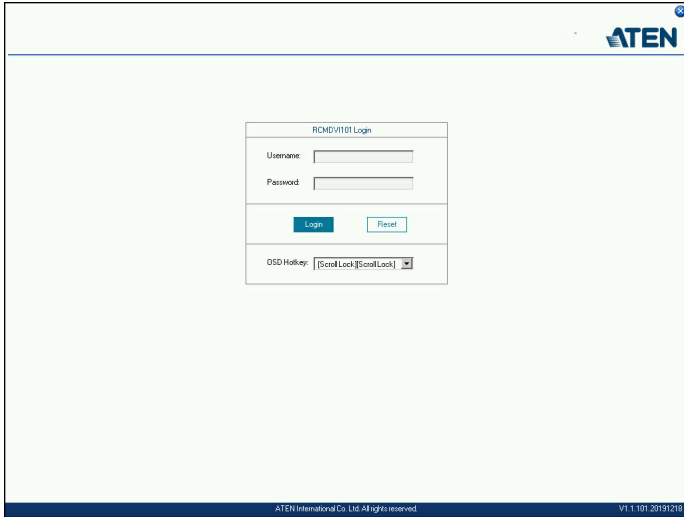 ATEN
RCMDVI101 Login
Username:
Password:
Login Reset
OSD Hotkey: [Scroll Lock][Scroll Lock]
ATEN International Co. Ltd. All rights reserved. V1.1.101.20191218